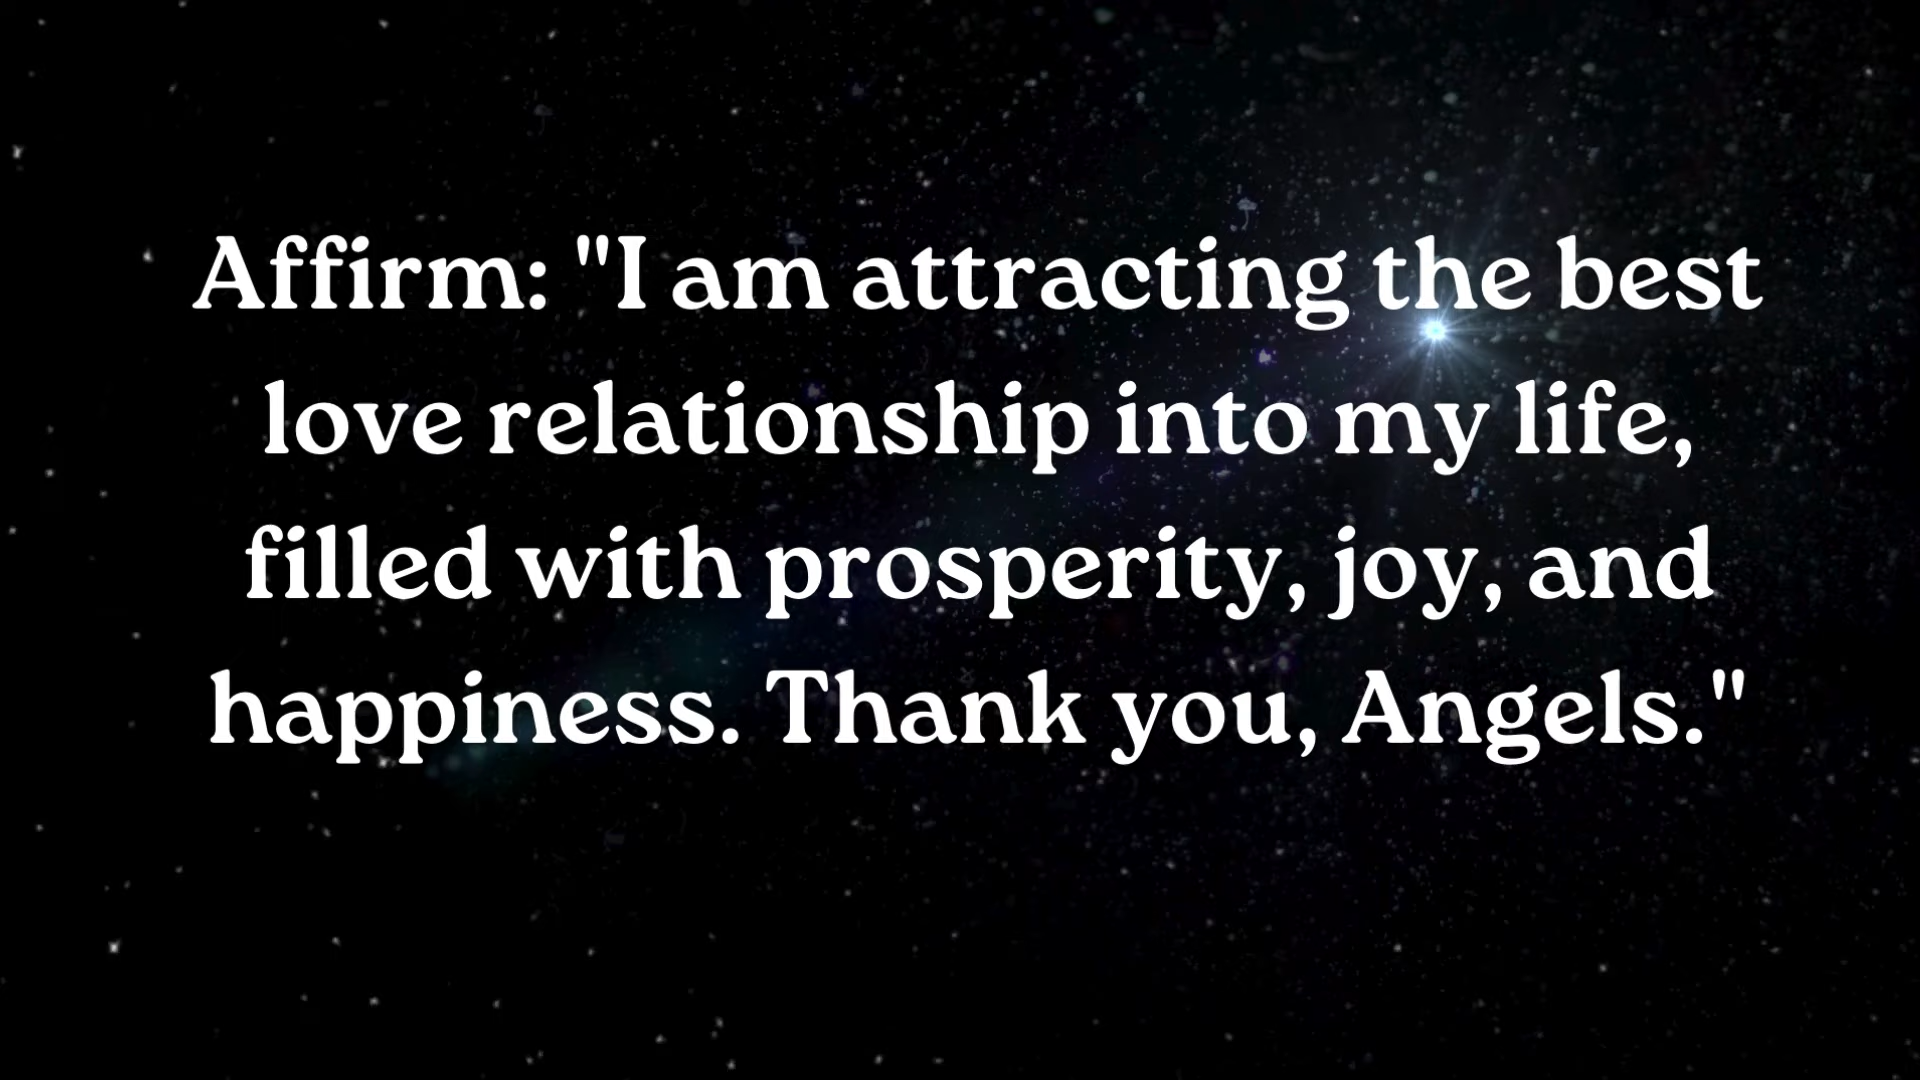 Affirm: "I am attracting the best
love relationship into my life,
filled with prosperity, joy, and
happiness. Thank you, Angels."